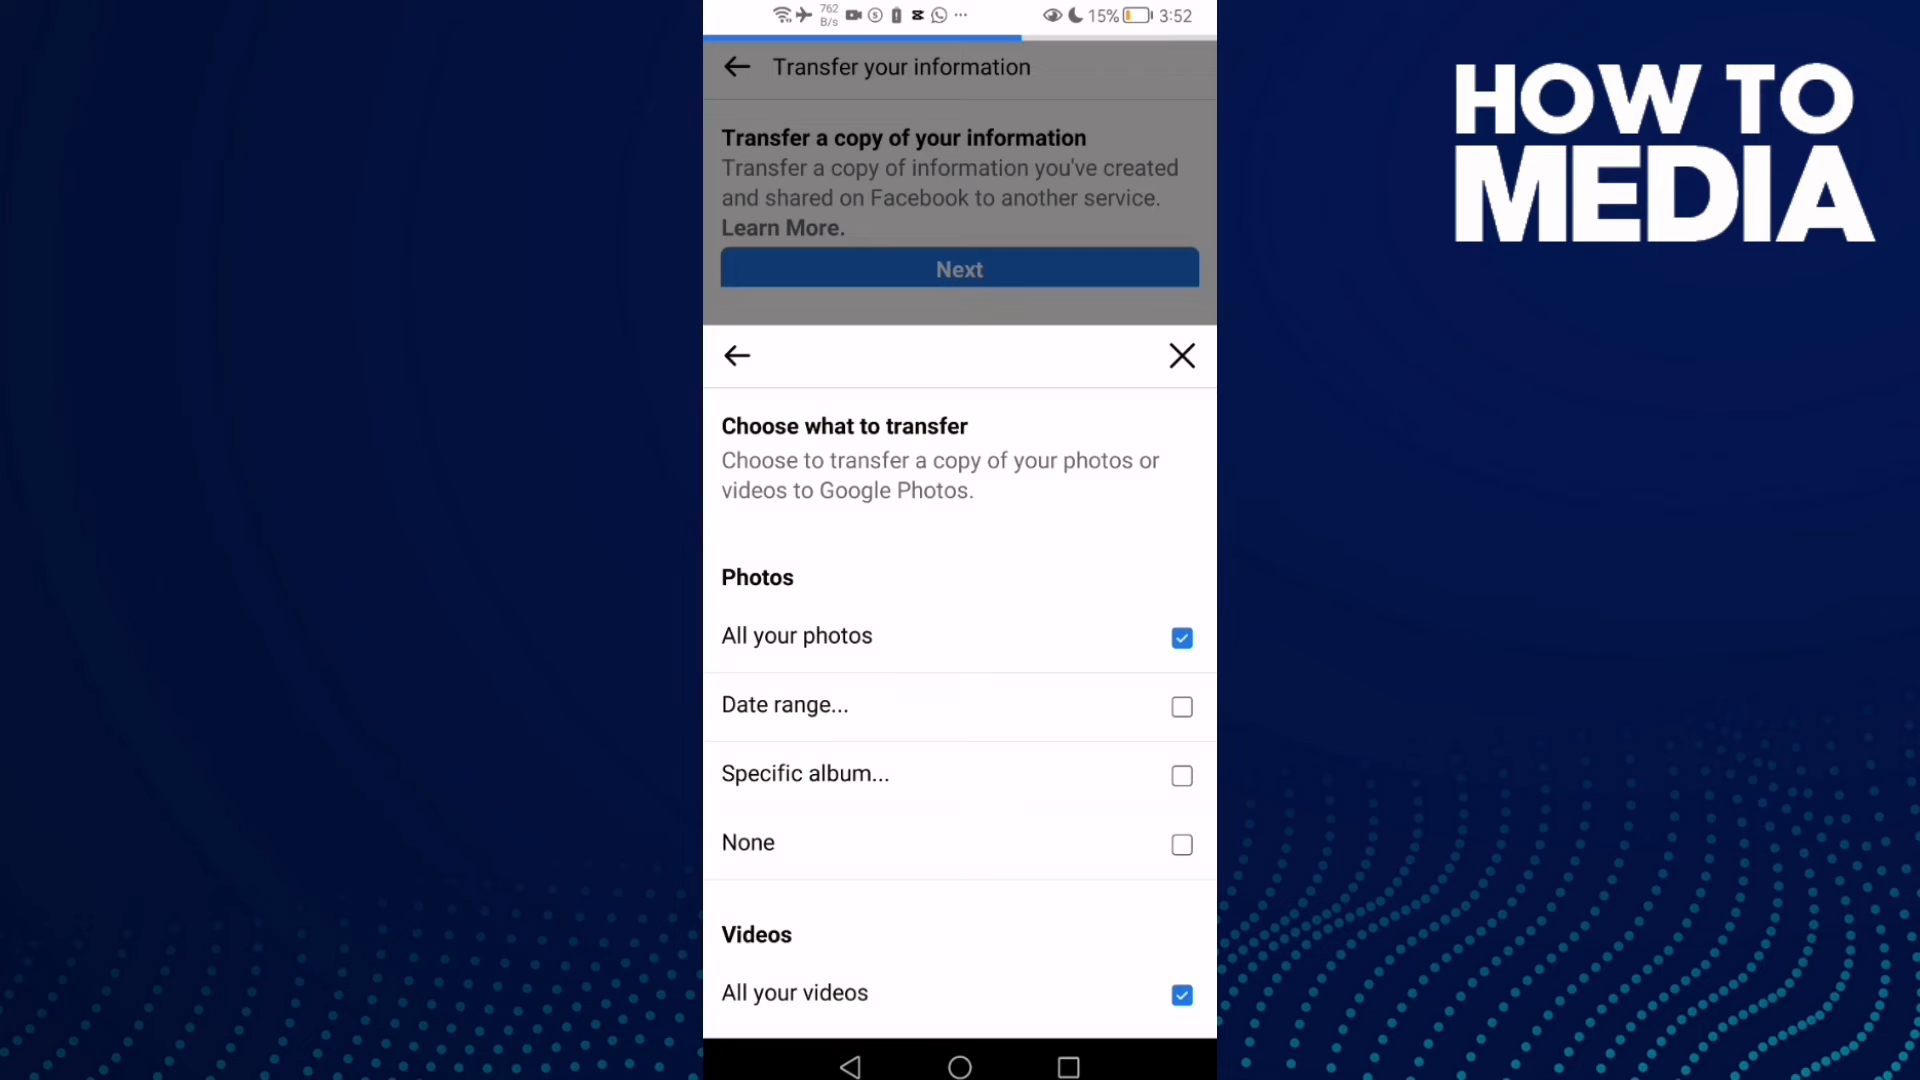 762
B/s
15%
3:52
Transfer your information
HOW TO
MEDIA
Transfer a copy of your information
Transfer a copy of information you've created
and shared on Facebook to another service.
Learn More.
Next
Choose what to transfer
Choose to transfer a copy of your photos or
videos to Google Photos.
Photos
All your photos
Date range...
Specific album...
None
Videos
All your videos